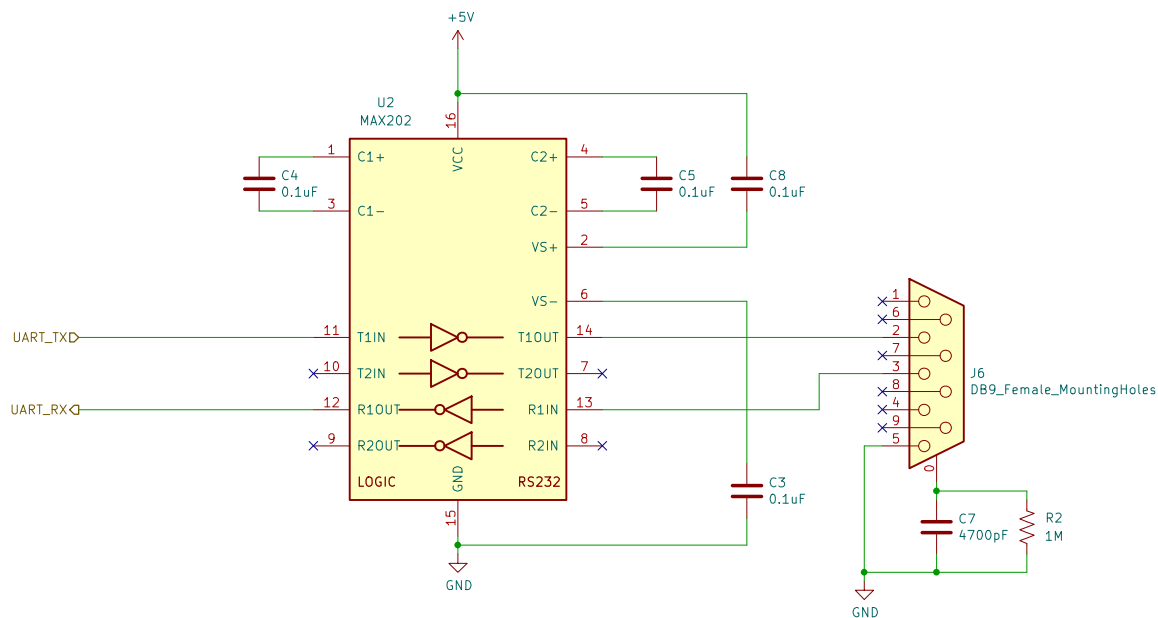 +5V
U2
MAX202
16
VCC
1
C1+
C2+
4
C4
0.1uF
C5
0.1uF
C8
0.1uF
3
C1-
C2-
5
VS+
2
VS-
6
UART_TX
11
T1IN
T1OUT
14
10
T2IN
T2OUT
7
UART_RX
12
R1OUT
R1IN
13
9
R2OUT
R2IN
8
LOGIC
GND
RS232
15
GND
C3
0.1uF
1
6
2
7
3
8
4
9
5
0
J6
DB9_Female_MountingHoles
C7
4700pF
R2
1M
GND